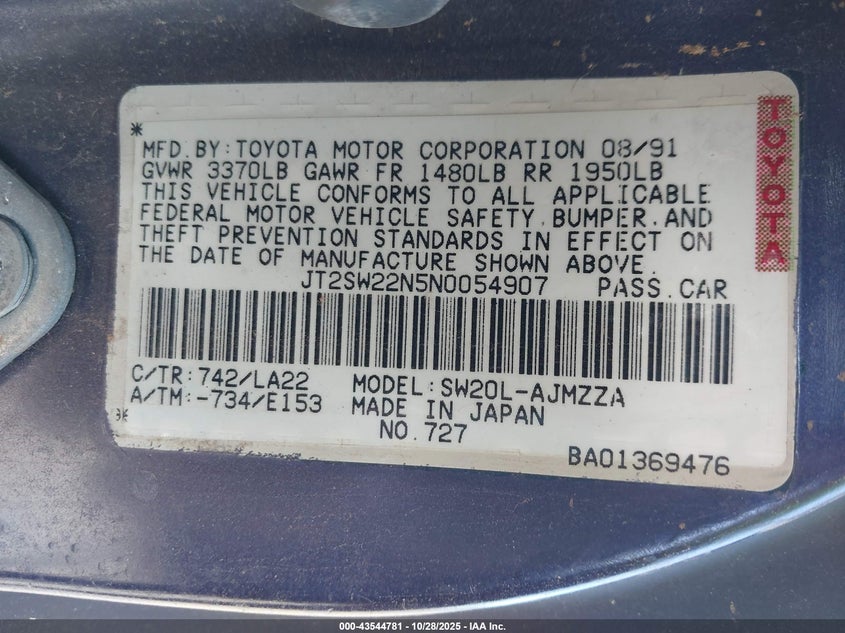 *
MFD.BY:TOYOTA MOTOR CORPORATION 08/91
GVWR 3370LB GAWR FR 1480LB RR 1950LB
THIS VEHICLE CONFORMS TO ALL APPLICABLE
FEDERAL MOTOR VEHICLE SAFETY,BUMPER,AND
THEFT PREVENTION STANDARDS IN EFFECT ON
THE DATE OF MANUFACTURE SHOWN ABOVE.
JT2SW22N5N0054907 PASS.CAR
C/TR:742/LA22 MODEL:SW20L-AJMZZA
A/TM:-734/E153 MADE IN JAPAN
* NO.727
BA01369476
TOYOTA
000-43544781 - 10/28/2025 - IAA Inc.